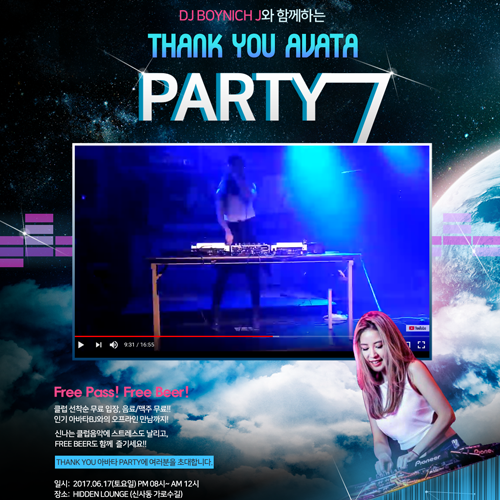 DJ BOYNICH J와 함께하는
THANK YOU AVATA
PARTY 7
YouTube
9:31 / 16:55
Free Pass! Free Beer!
클럽 선착순 무료 입장, 음료/맥주 무료!!
인기 아바타BJ와의 오프라인 만남까지!
신나는 클럽음악에 스트레스도 날리고,
FREE BEER도 함께 즐기세요!!
THANK YOU 아바타 PARTY에 여러분을 초대합니다.
일시: 2017.06.17(토요일) PM 08시~ AM 12시
장소: HIDDEN LOUNGE (신사동 가로수길)
Pioneer